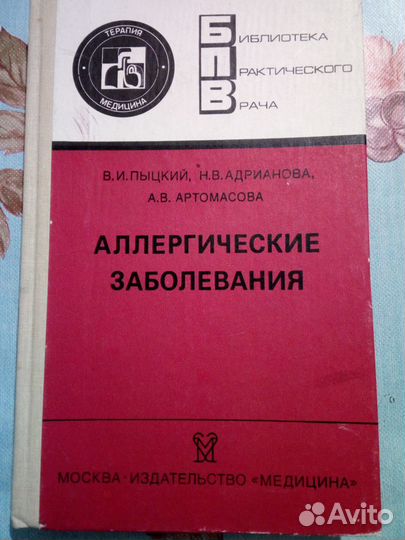 ТЕРАПИЯ
МЕДИЦИНА
БИБЛИОТЕКА
ПРАКТИЧЕСКОГО
ВРАЧА
В.И.ПЫЦКИЙ, Н.В.АДРИАНОВА,
А.В. АРТОМАСОВА
АЛЛЕРГИЧЕСКИЕ
ЗАБОЛЕВАНИЯ
МОСКВА·ИЗДАТЕЛЬСТВО «МЕДИЦИНА»
Avito